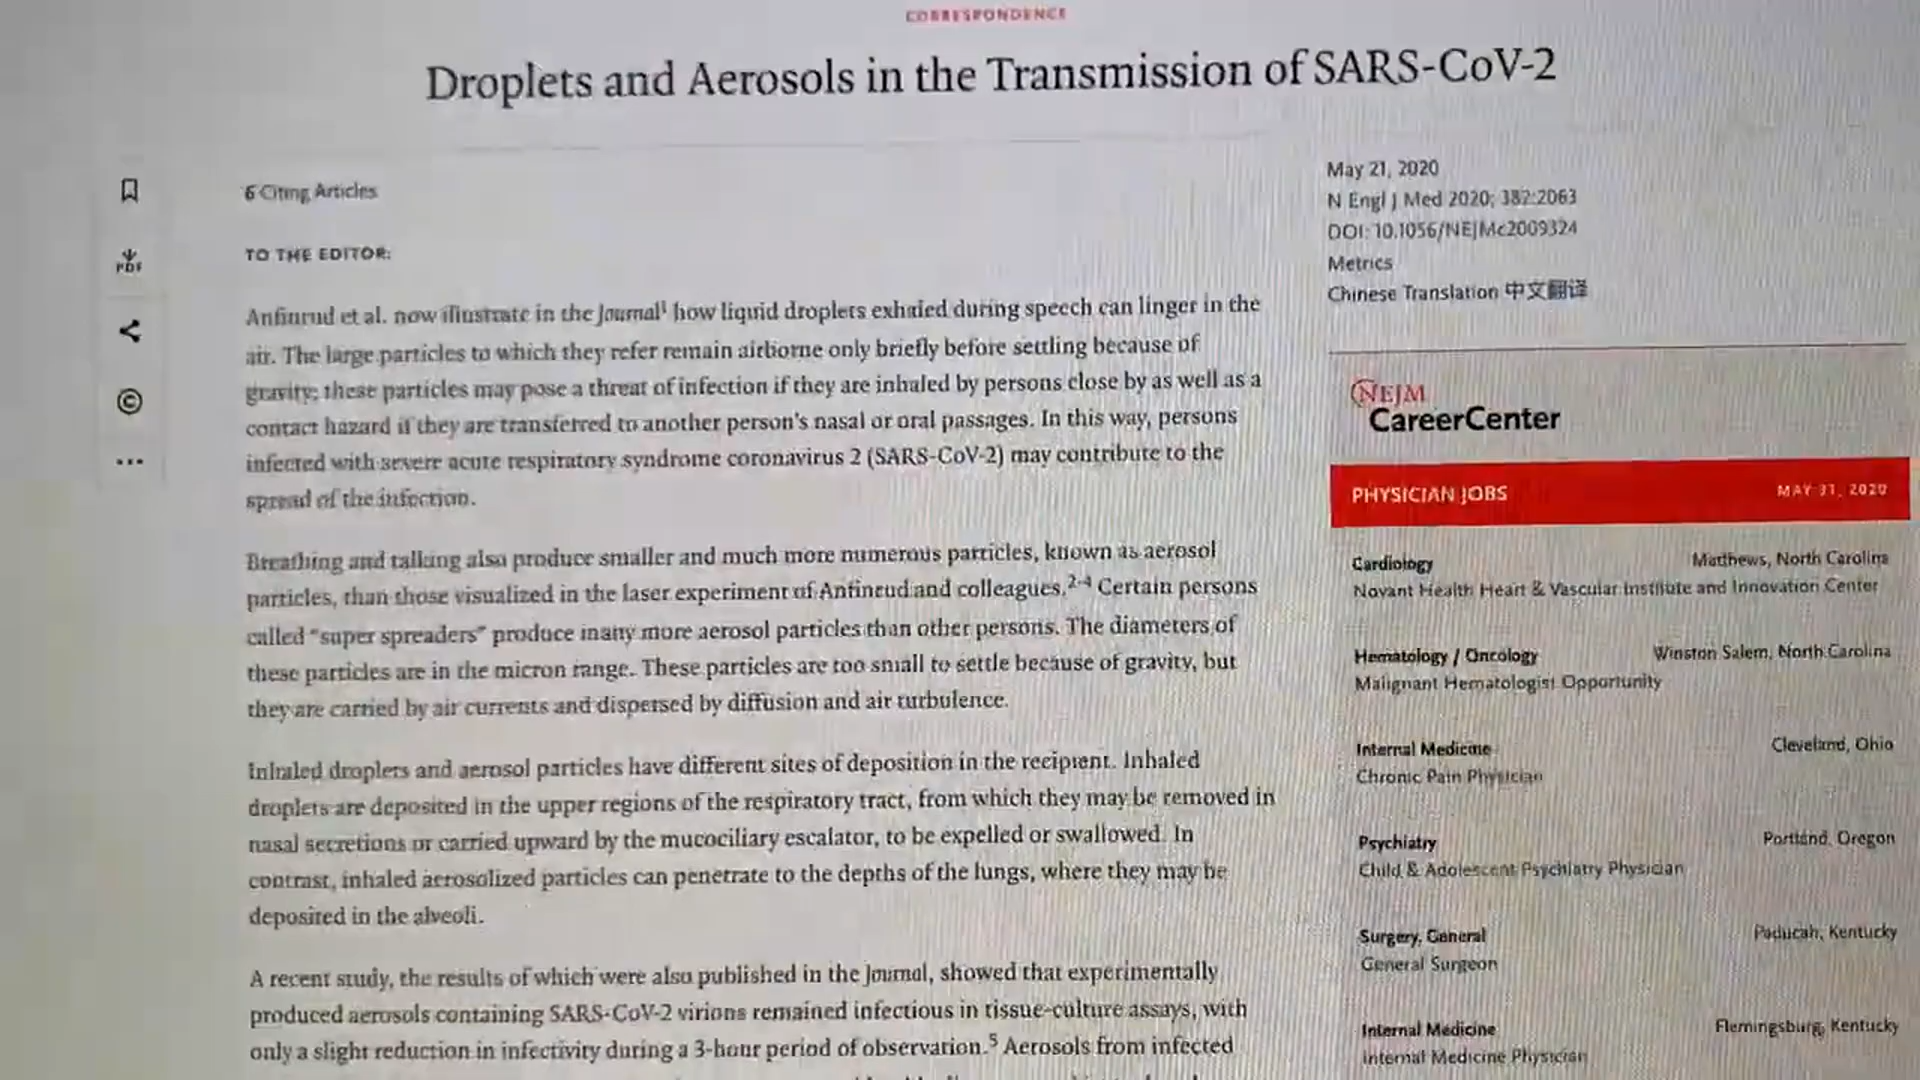 CORRESPONDENCE
Droplets and Aerosols in the Transmission of SARS-CoV-2
6 Citing Articles
TO THE EDITOR:
Anfinrud et al. now illustrate in the Journal¹ how liquid droplets exhaled during speech can linger in the
air. The large particles to which they refer remain airborne only briefly before settling because of
gravity; these particles may pose a threat of infection if they are inhaled by persons close by as well as a
contact hazard if they are transferred to another person's nasal or oral passages. In this way, persons
infected with severe acute respiratory syndrome coronavirus 2 (SARS-CoV-2) may contribute to the
spread of the infection.
Breathing and talking also produce smaller and much more numerous particles, known as aerosol
particles, than those visualized in the laser experiment of Anfinrud and colleagues.²⁻⁴ Certain persons
called “super spreaders” produce many more aerosol particles than other persons. The diameters of
these particles are in the micron range. These particles are too small to settle because of gravity, but
they are carried by air currents and dispersed by diffusion and air turbulence.
Inhaled droplets and aerosol particles have different sites of deposition in the recipient. Inhaled
droplets are deposited in the upper regions of the respiratory tract, from which they may be removed in
nasal secretions or carried upward by the mucociliary escalator, to be expelled or swallowed. In
contrast, inhaled aerosolized particles can penetrate to the depths of the lungs, where they may be
deposited in the alveoli.
A recent study, the results of which were also published in the Journal, showed that experimentally
produced aerosols containing SARS-CoV-2 virions remained infectious in tissue-culture assays, with
only a slight reduction in infectivity during a 3-hour period of observation.⁵ Aerosols from infected
PDF
May 21, 2020
N Engl J Med 2020; 382:2063
DOI: 10.1056/NEJMc2009324
Metrics
Chinese Translation 中文翻译
NEJM
CareerCenter
PHYSICIAN JOBS MAY 31, 2020
Cardiology Matthews, North Carolina
Novant Health Heart & Vascular Institute and Innovation Center
Hematology / Oncology Winston Salem, North Carolina
Malignant Hematologist Opportunity
Internal Medicine Cleveland, Ohio
Chronic Pain Physician
Psychiatry Portland, Oregon
Child & Adolescent Psychiatry Physician
Surgery, General Paducah, Kentucky
General Surgeon
Internal Medicine Flemingsburg, Kentucky
Internal Medicine Physician